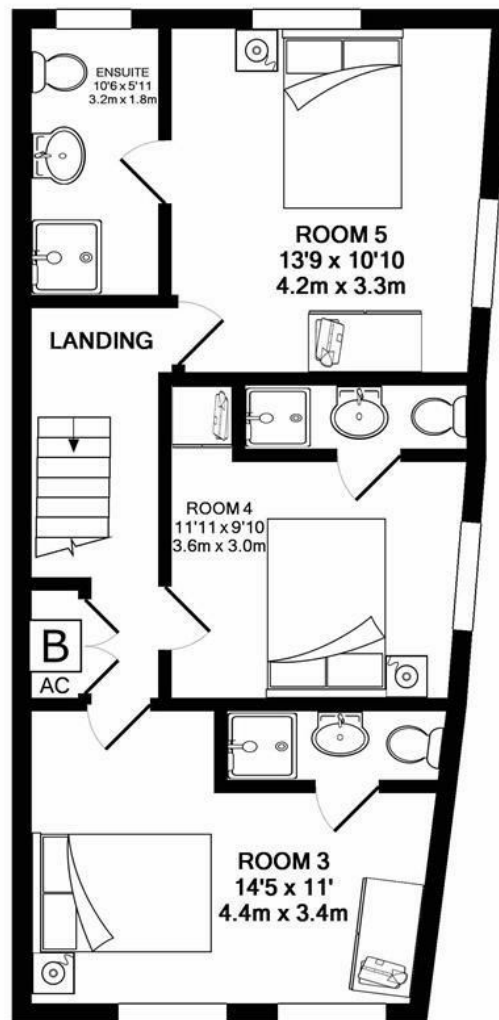 ENSUITE
10'6 x 5'11
3.2m x 1.8m
ROOM 5
13'9 x 10'10
4.2m x 3.3m
LANDING
ROOM 4
11'11 x 9'10
3.6m x 3.0m
B
AC
ROOM 3
14'5 x 11'
4.4m x 3.4m